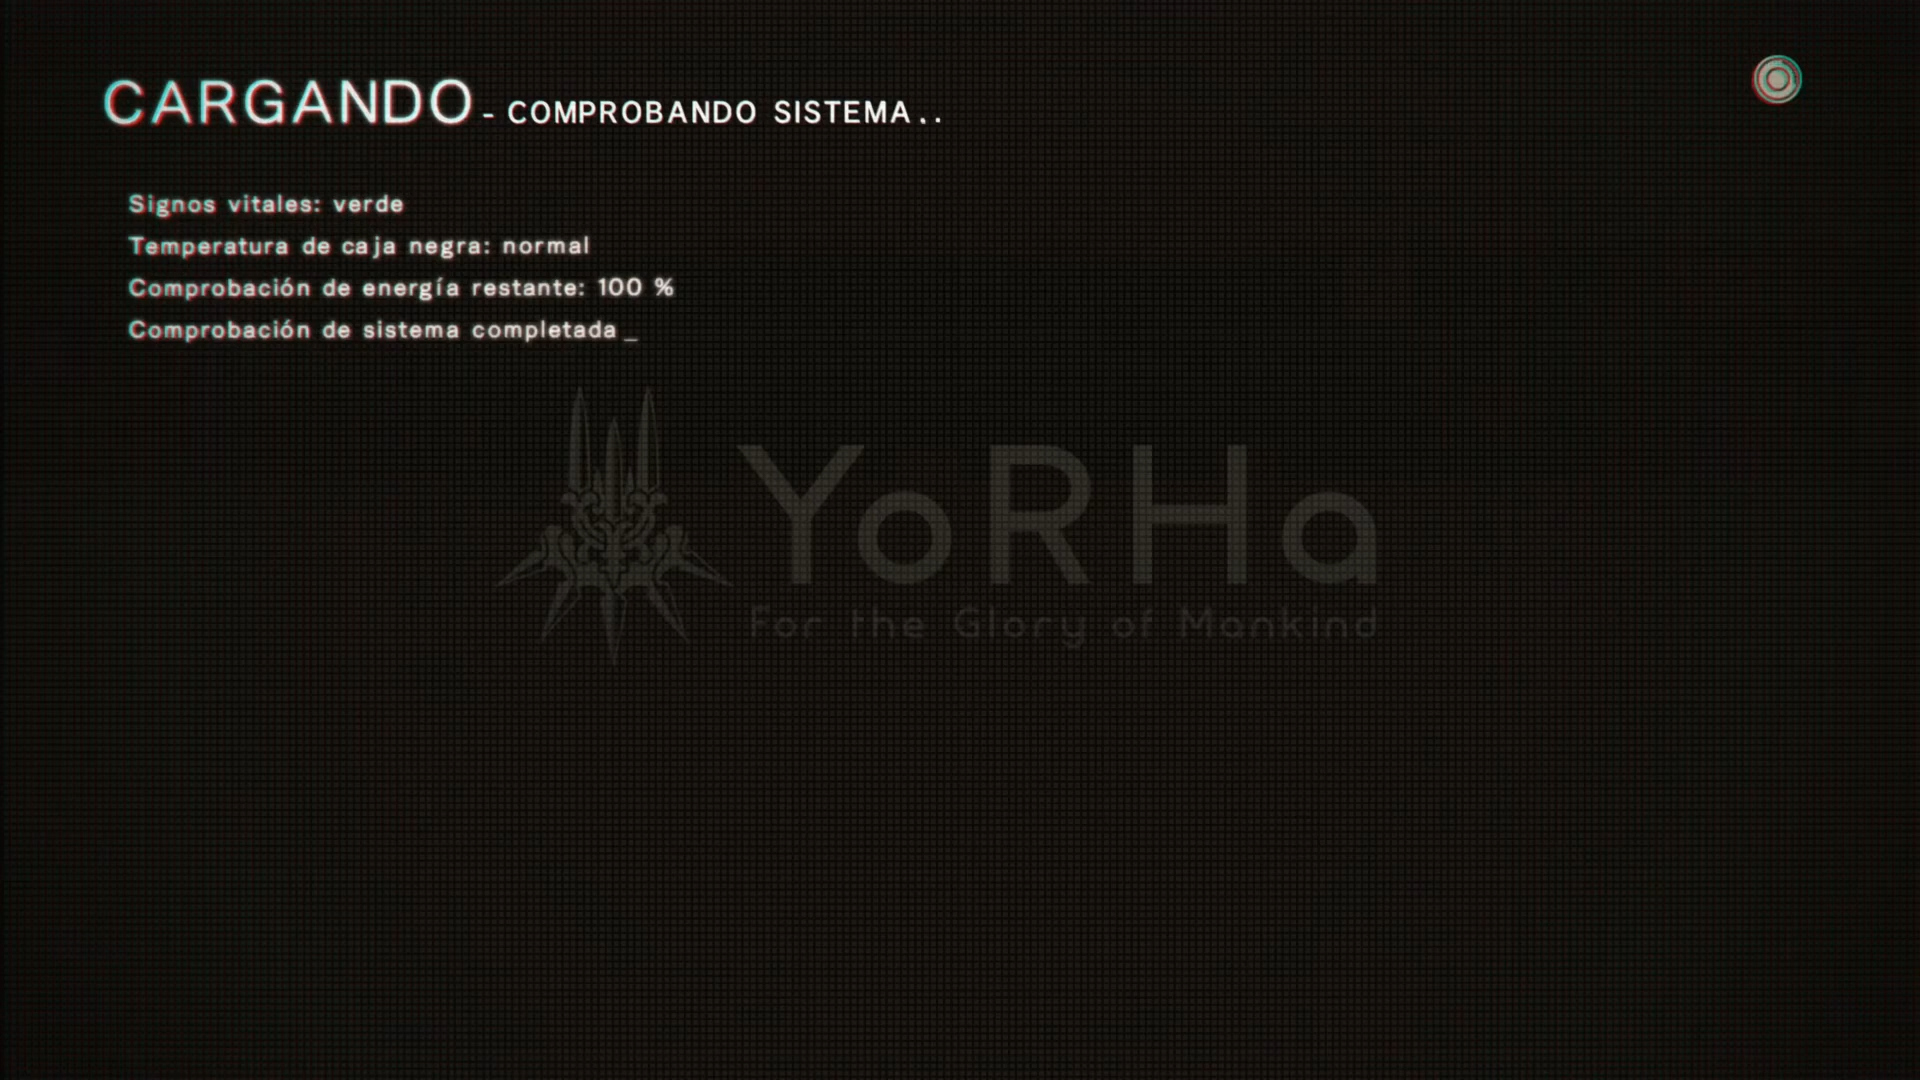 CARGANDO - COMPROBANDO SISTEMA..
Signos vitales: verde
Temperatura de caja negra: normal
Comprobación de energía restante: 100 %
Comprobación de sistema completada _
YoRHa
For the Glory of Mankind